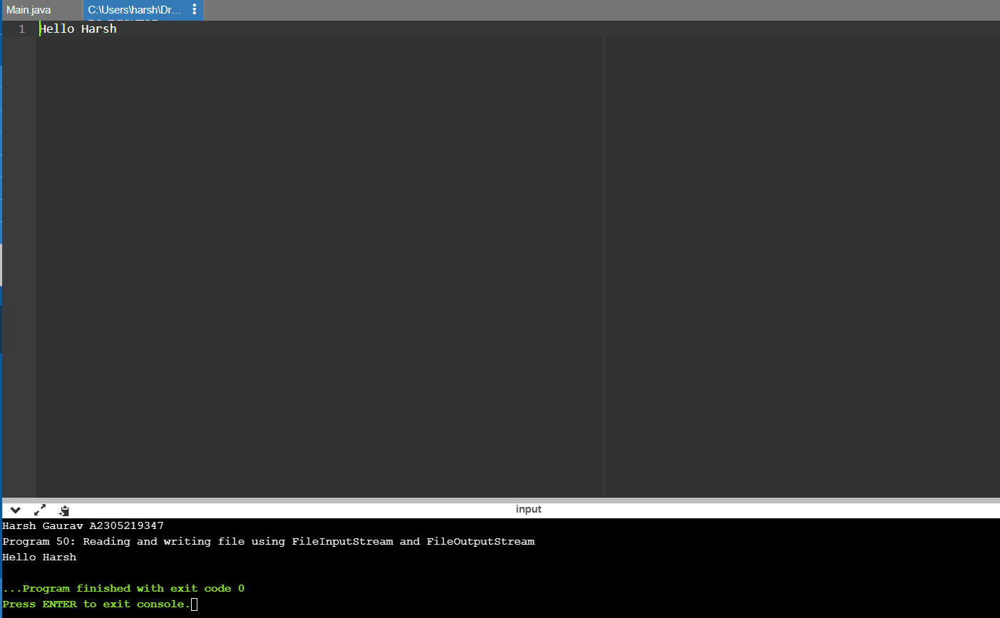 Main.java
C:\Users\harsh\Dr...
1 Hello Harsh
input
Harsh Gaurav A2305219347
Program 50: Reading and writing file using FileInputStream and FileOutputStream
Hello Harsh
...Program finished with exit code 0
Press ENTER to exit console.